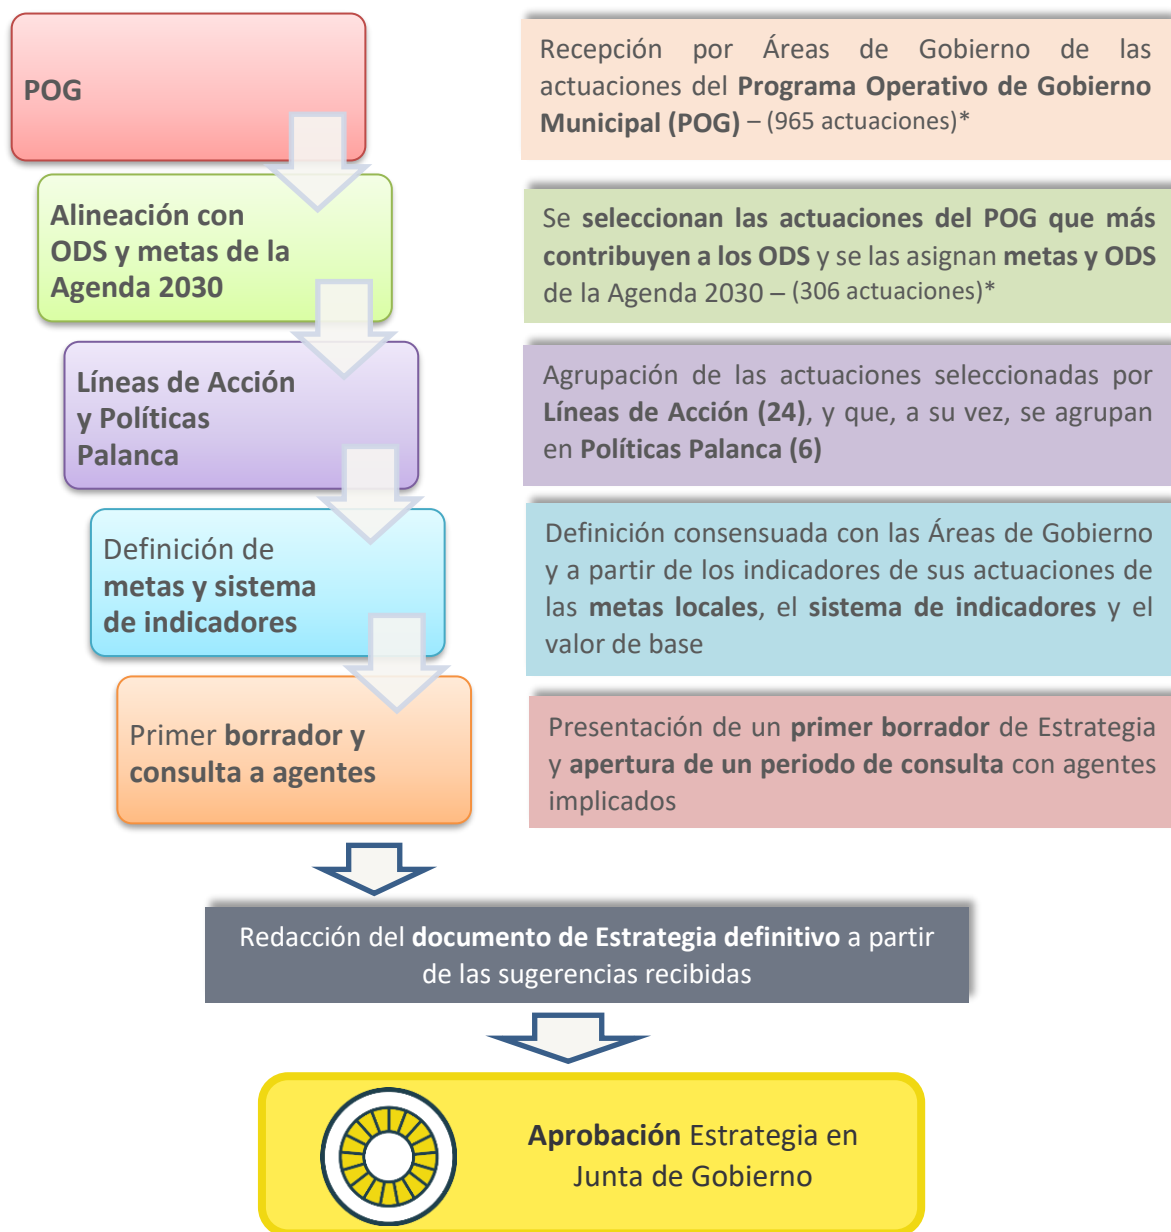 POG
Recepción por Áreas de Gobierno de las
actuaciones del Programa Operativo de Gobierno
Municipal (POG) – (965 actuaciones)*
Alineación con
ODS y metas de la
Agenda 2030
Se seleccionan las actuaciones del POG que más
contribuyen a los ODS y se las asignan metas y ODS
de la Agenda 2030 – (306 actuaciones)*
Líneas de Acción
y Políticas
Palanca
Agrupación de las actuaciones seleccionadas por
Líneas de Acción (24), y que, a su vez, se agrupan
en Políticas Palanca (6)
Definición de
metas y sistema
de indicadores
Definición consensuada con las Áreas de Gobierno
y a partir de los indicadores de sus actuaciones de
las metas locales, el sistema de indicadores y el
valor de base
Primer borrador y
consulta a agentes
Presentación de un primer borrador de Estrategia
y apertura de un periodo de consulta con agentes
implicados
Redacción del documento de Estrategia definitivo a partir
de las sugerencias recibidas
Aprobación Estrategia en
Junta de Gobierno